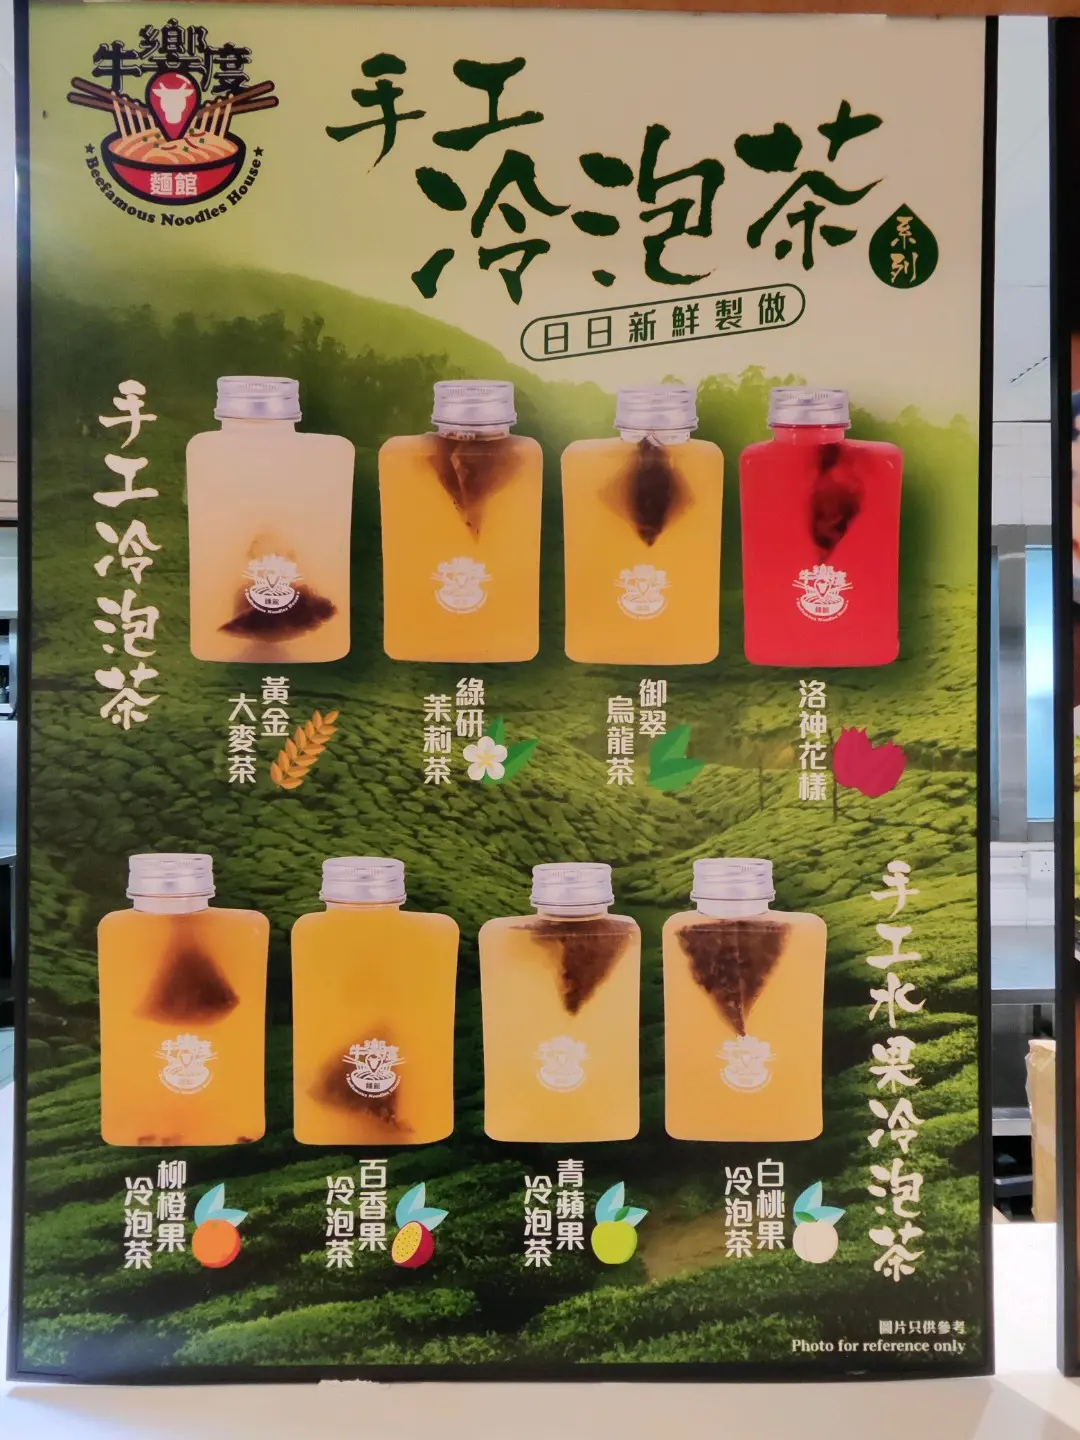 牛饗度
麵館
★Beefamous Noodles House★
手工
冷泡茶
系列
日日新鮮製做
手工冷泡茶
黃金
大麥茶
綠研
茉莉茶
御翠
烏龍茶
洛神花樣
手工水果冷泡茶
柳橙果
冷泡茶
百香果
冷泡茶
青蘋果
冷泡茶
白桃果
冷泡茶
圖片只供參考
Photo for reference only